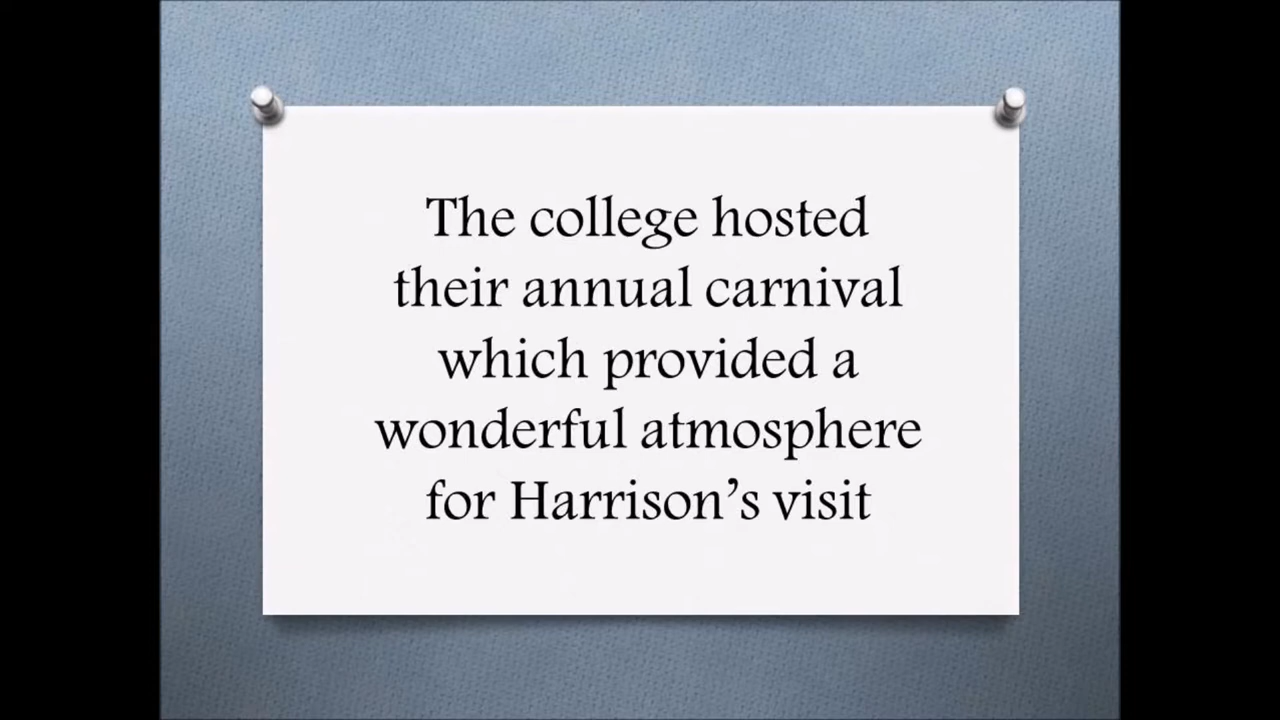 The college hosted
their annual carnival
which provided a
wonderful atmosphere
for Harrison’s visit